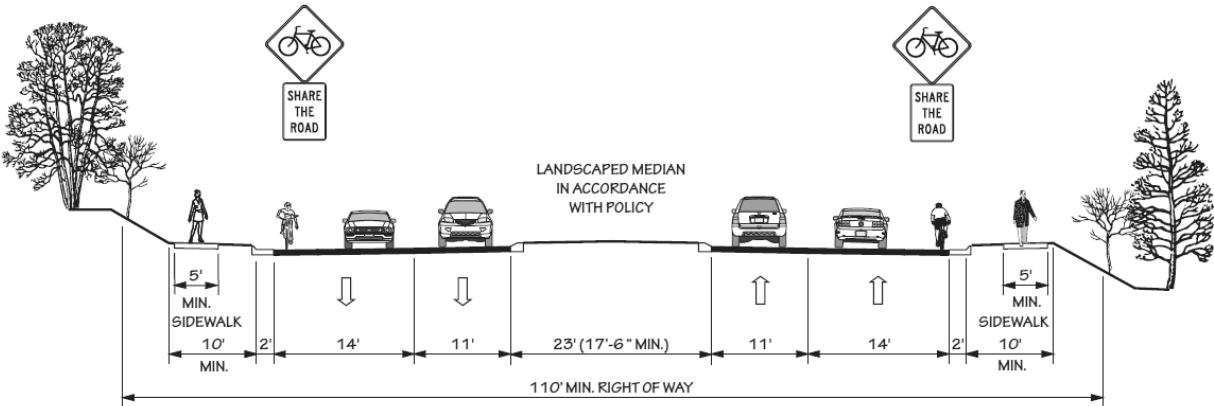 SHARE
THE
ROAD
SHARE
THE
ROAD
LANDSCAPED MEDIAN
IN ACCORDANCE
WITH POLICY
5'
MIN.
SIDEWALK
5'
MIN.
SIDEWALK
10'
MIN.
2'
14'
11'
23' (17'-6 " MIN.)
11'
14'
2'
10'
MIN.
110' MIN. RIGHT OF WAY